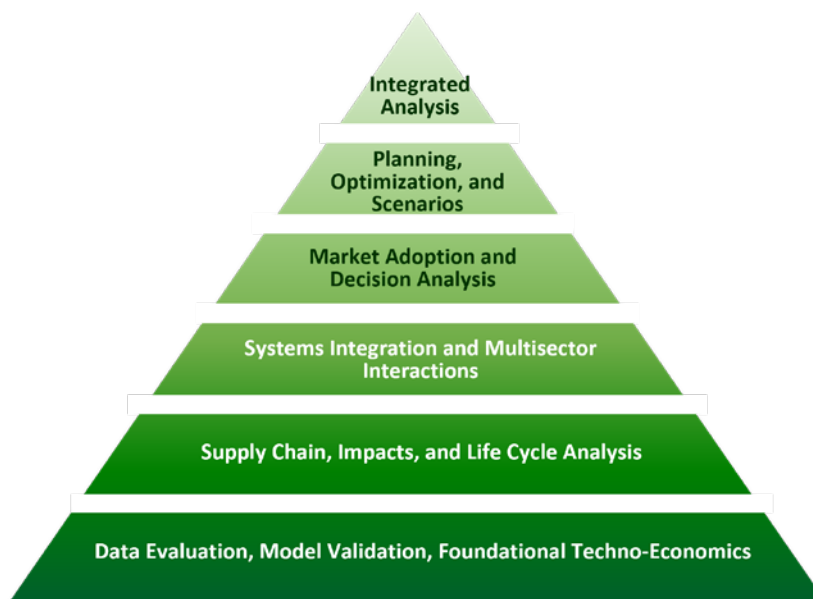 Integrated
Analysis
Planning,
Optimization, and
Scenarios
Market Adoption and
Decision Analysis
Systems Integration and Multisector
Interactions
Supply Chain, Impacts, and Life Cycle Analysis
Data Evaluation, Model Validation, Foundational Techno-Economics